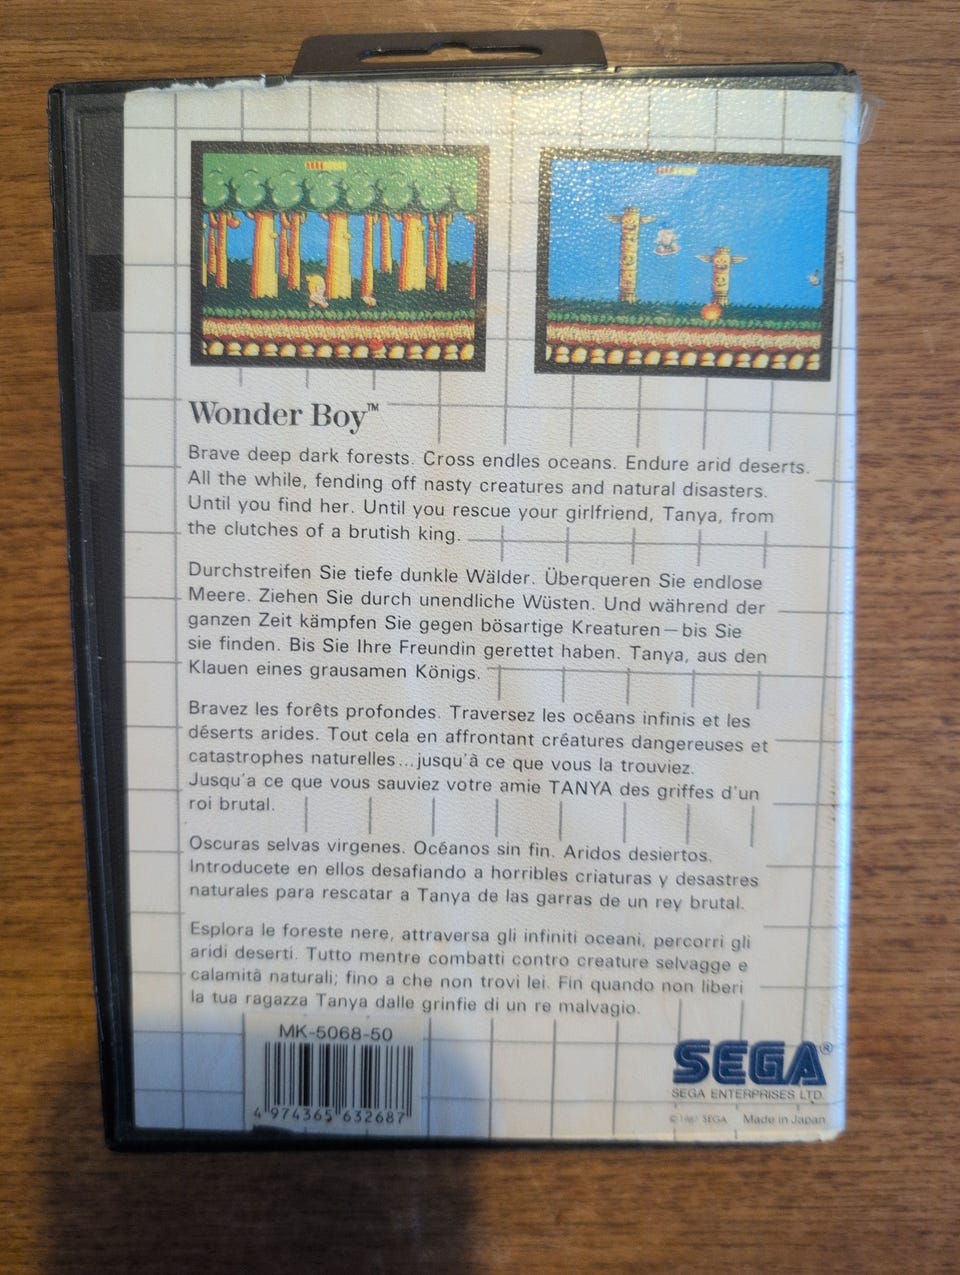 Wonder Boy™
Brave deep dark forests. Cross endles oceans. Endure arid deserts.
All the while, fending off nasty creatures and natural disasters.
Until you find her. Until you rescue your girlfriend, Tanya, from
the clutches of a brutish king.
Durchstreifen Sie tiefe dunkle Wälder. Überqueren Sie endlose
Meere. Ziehen Sie durch unendliche Wüsten. Und während der
ganzen Zeit kämpfen Sie gegen bösartige Kreaturen — bis Sie
sie finden. Bis Sie Ihre Freundin gerettet haben. Tanya, aus den
Klauen eines grausamen Königs.
Bravez les forêts profondes. Traversez les océans infinis et les
déserts arides. Tout cela en affrontant créatures dangereuses et
catastrophes naturelles...jusqu'à ce que vous la trouviez.
Jusqu'a ce que vous sauviez votre amie TANYA des griffes d'un
roi brutal.
Oscuras selvas virgenes. Océanos sin fin. Aridos desiertos.
Introducete en ellos desafiando a horribles criaturas y desastres
naturales para rescatar a Tanya de las garras de un rey brutal.
Esplora le foreste nere, attraversa gli infiniti oceani, percorri gli
aridi deserti. Tutto mentre combatti contro creature selvagge e
calamitâ naturali; fino a che non trovi lei. Fin quando non liberi
la tua ragazza Tanya dalle grinfie di un re malvagio.
MK-5068-50
4 974365 632687
SEGA®
SEGA ENTERPRISES LTD.
© 1987 SEGA Made in Japan